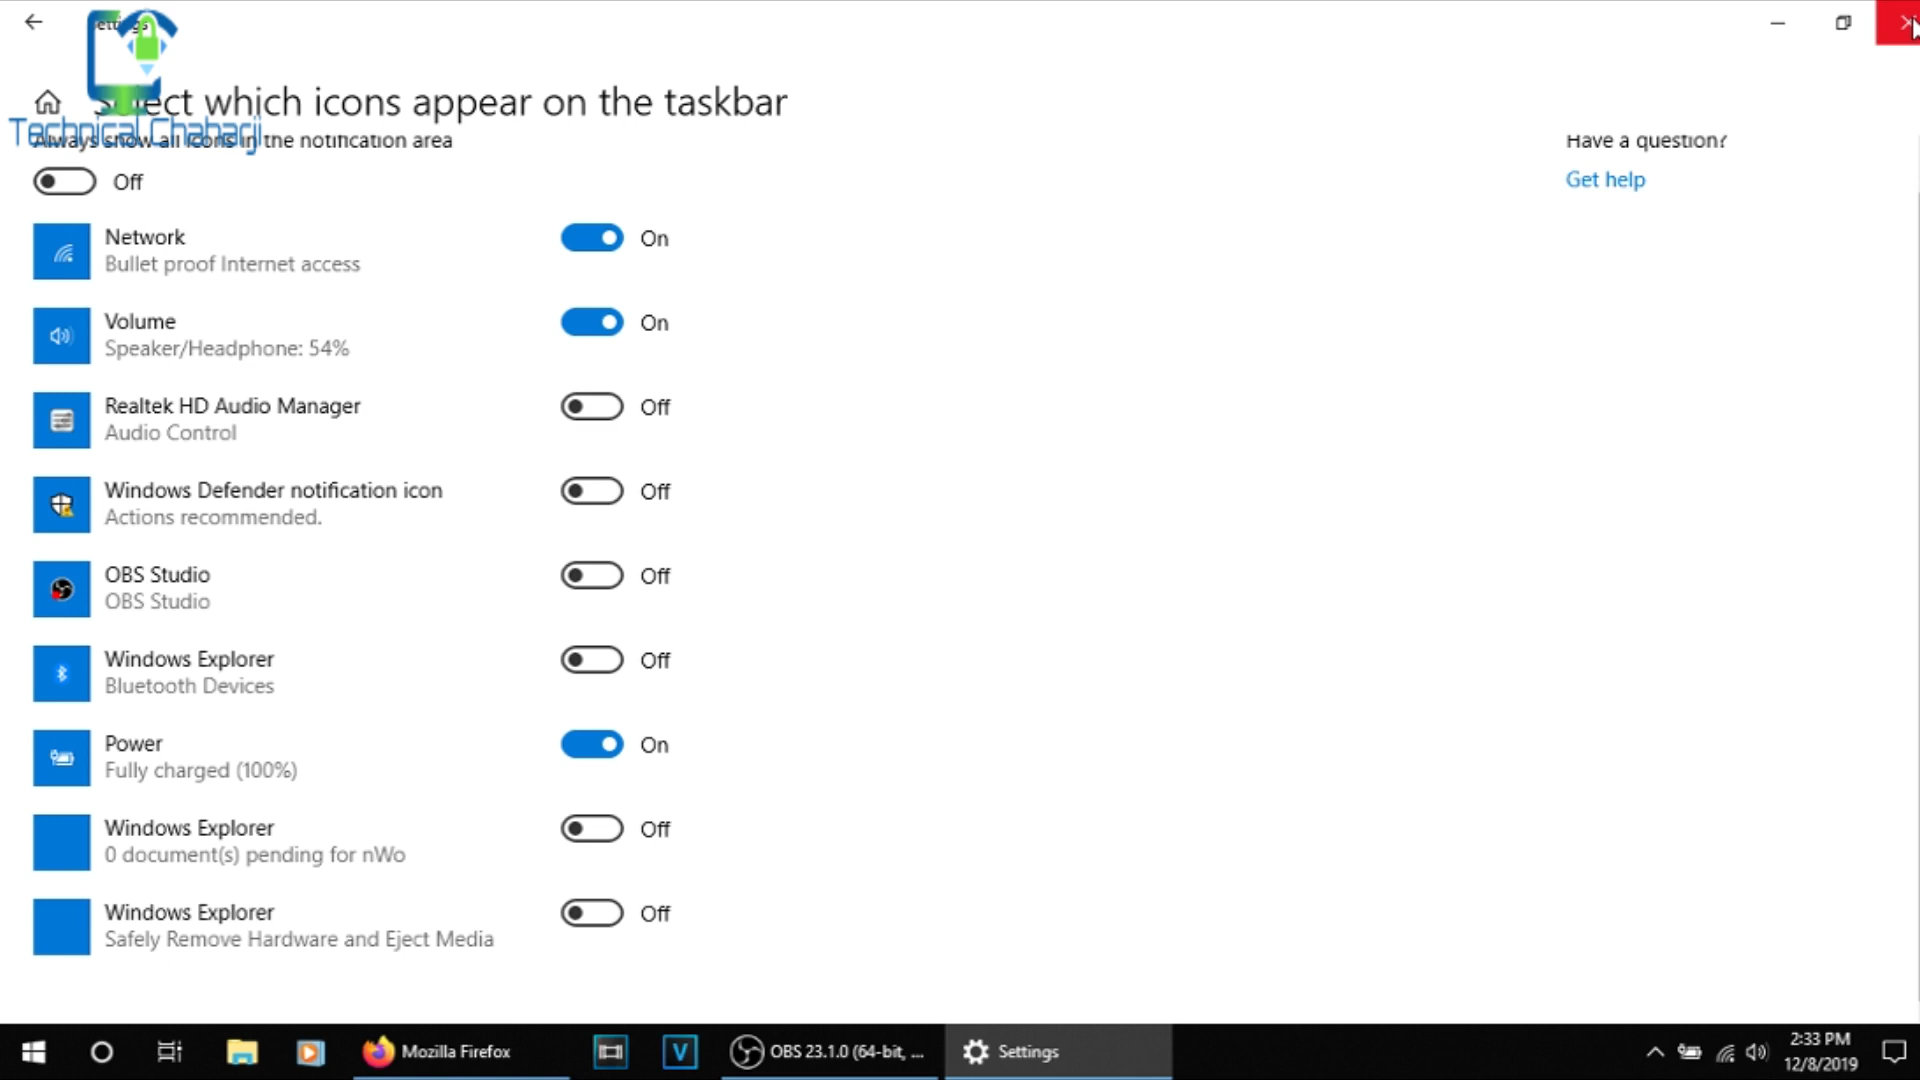 Settings
Select which icons appear on the taskbar
Technical Chaharji
Always show all icons in the notification area
Off
Have a question?
Get help
Network
Bullet proof Internet access
On
Volume
Speaker/Headphone: 54%
On
Realtek HD Audio Manager
Audio Control
Off
Windows Defender notification icon
Actions recommended.
Off
OBS Studio
OBS Studio
Off
Windows Explorer
Bluetooth Devices
Off
Power
Fully charged (100%)
On
Windows Explorer
0 document(s) pending for nWo
Off
Windows Explorer
Safely Remove Hardware and Eject Media
Off
Mozilla Firefox
V
OBS 23.1.0 (64-bit, ...
Settings
2:33 PM
12/8/2019